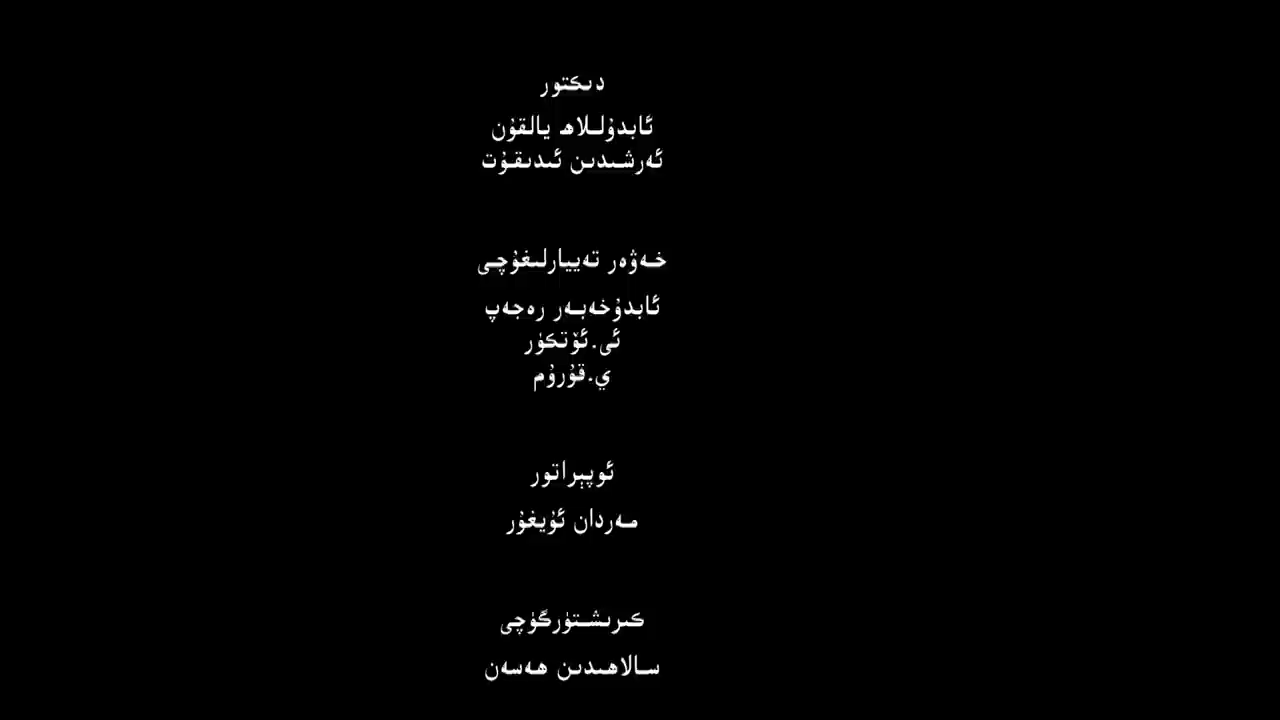 دىكتور
ئابدۇللاھ يالقۇن
ئەرشىدىن ئىدىقۇت
خەۋەر تەييارلىغۇچى
ئابدۇخەبەر رەجەپ
ئى.ئۆتكۈر
ي.قۇرۇم
ئوپېراتور
مەردان ئۇيغۇر
كىرىشتۈرگۈچى
سالاھىدىن ھەسەن